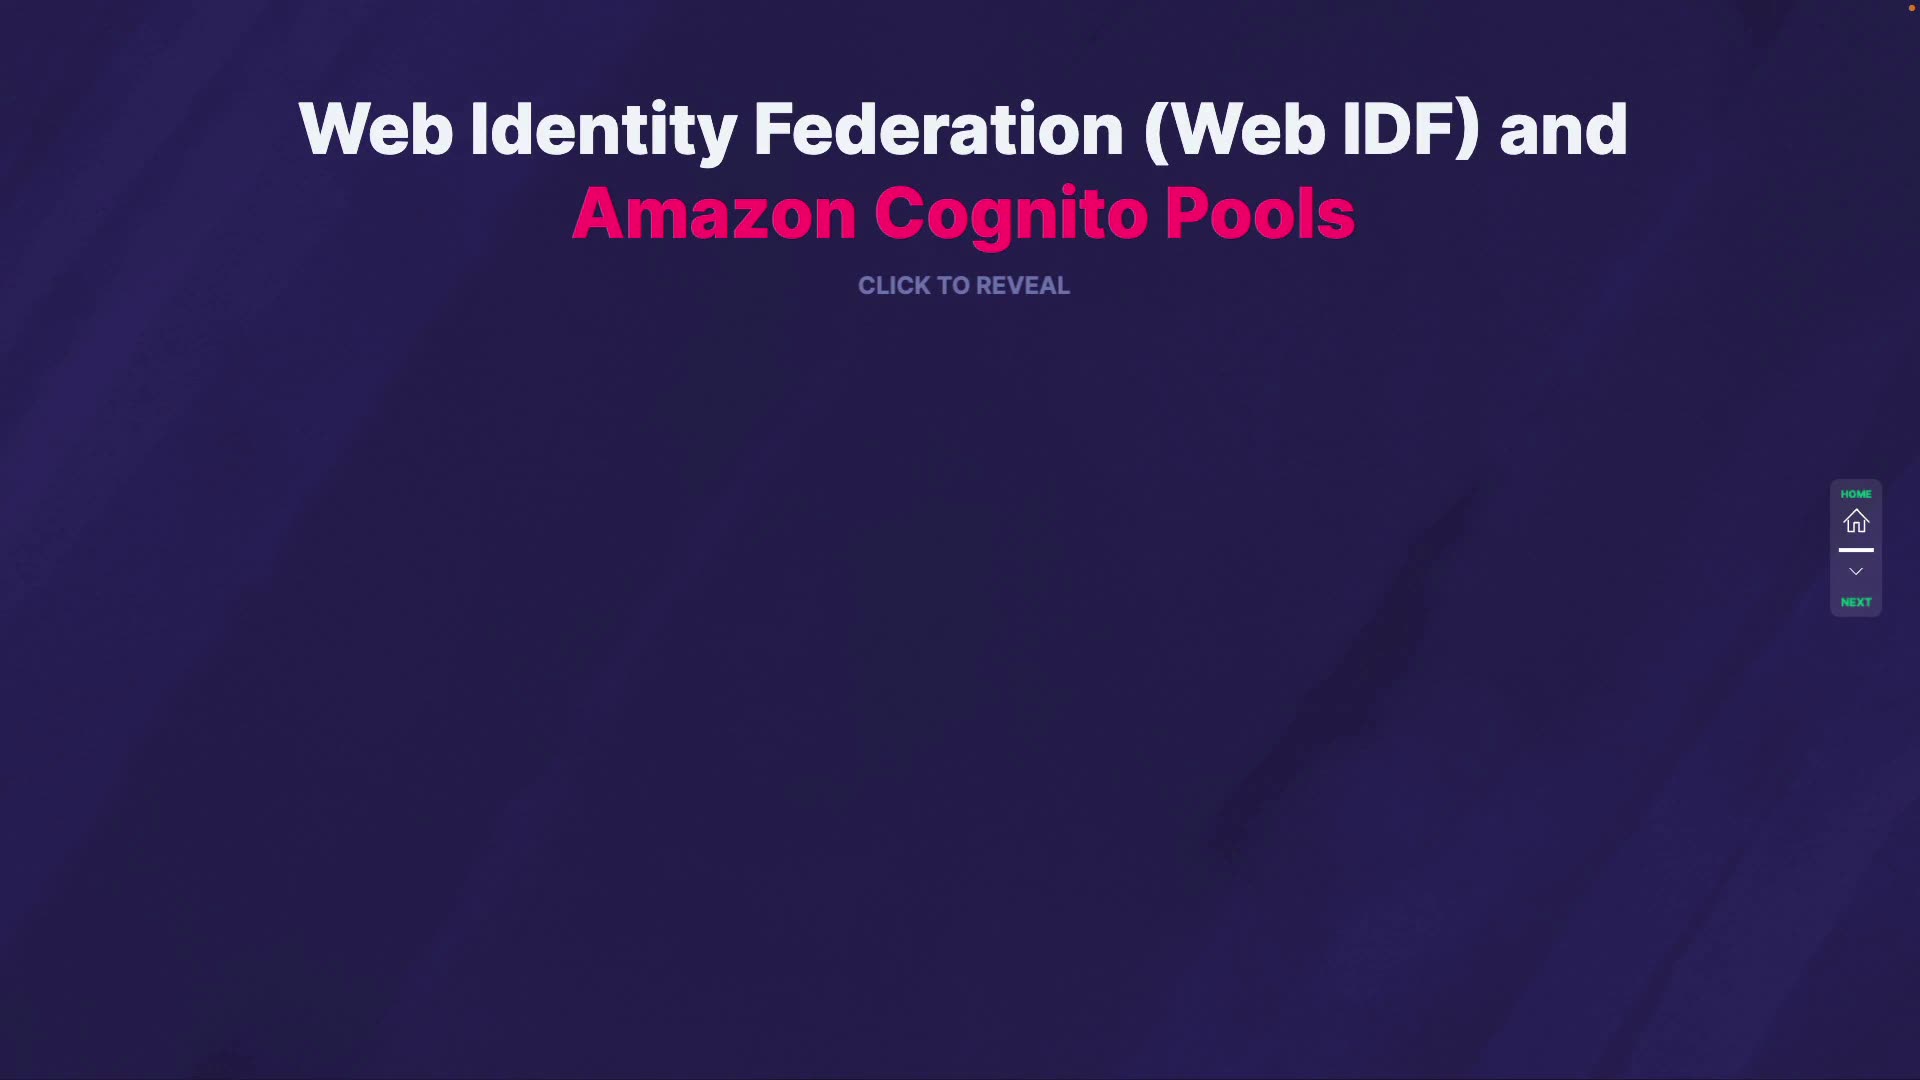 Web Identity Federation (Web IDF) and
Amazon Cognito Pools
CLICK TO REVEAL
HOME
NEXT